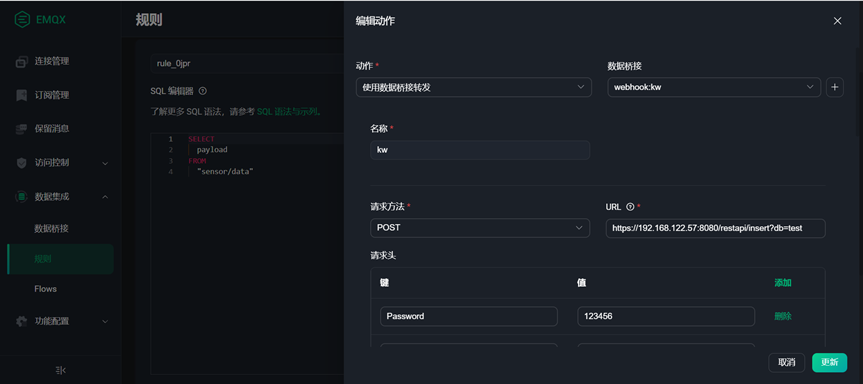 EMQX
连接管理
订阅管理
保留消息
访问控制
数据集成
数据桥接
规则
Flows
功能配置
规则
rule_0jpr
SQL 编辑器
了解更多 SQL 语法，请参考 SQL 语法与示例。
1 SELECT
2 payload
3 FROM
4 "sensor/data"
编辑动作
动作 *
数据桥接
使用数据桥接转发
webhook:kw
名称 *
kw
请求方法 *
URL *
POST
https://192.168.122.57:8080/restapi/insert?db=test
请求头
键 值 添加
Password 123456 删除
取消 更新